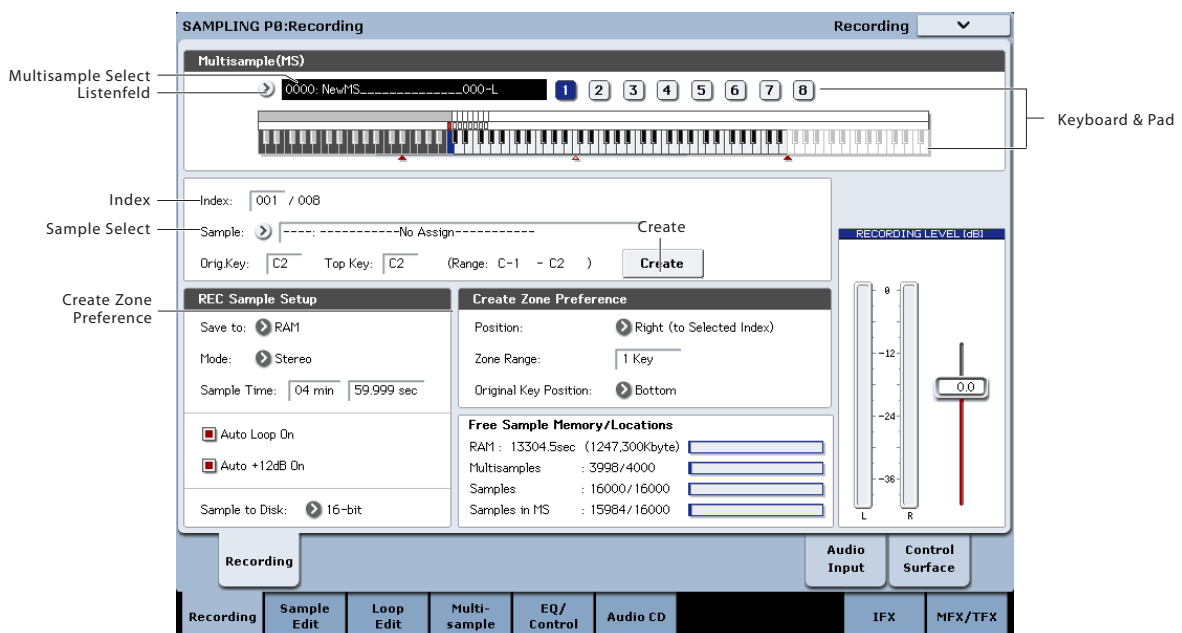 SAMPLING P0:Recording
Recording
Multisample(MS)
Multisample Select
Listenfeld
0000: NewMS______________000-L
1 2 3 4 5 6 7 8
Keyboard & Pad
Index
Index: 001 / 008
Sample Select
Sample: ----: -----------No Assign-----------
Create
Orig.Key: C2 Top Key: C2 (Range: C-1 - C2 ) Create
RECORDING LEVEL [dB]
Create Zone
Preference
REC Sample Setup
Save to: RAM
Mode: Stereo
Sample Time: 04 min 59.999 sec
Auto Loop On
Auto +12dB On
Sample to Disk: 16-bit
Create Zone Preference
Position: Right (to Selected Index)
Zone Range: 1 Key
Original Key Position: Bottom
Free Sample Memory/Locations
RAM : 13304.5sec (1247,300Kbyte)
Multisamples : 3998/4000
Samples : 16000/16000
Samples in MS : 15984/16000
0
-12
-24
-36
L R
0.0
Recording
Audio
Input
Control
Surface
Recording
Sample
Edit
Loop
Edit
Multi-
sample
EQ/
Control
Audio CD
IFX
MFX/TFX